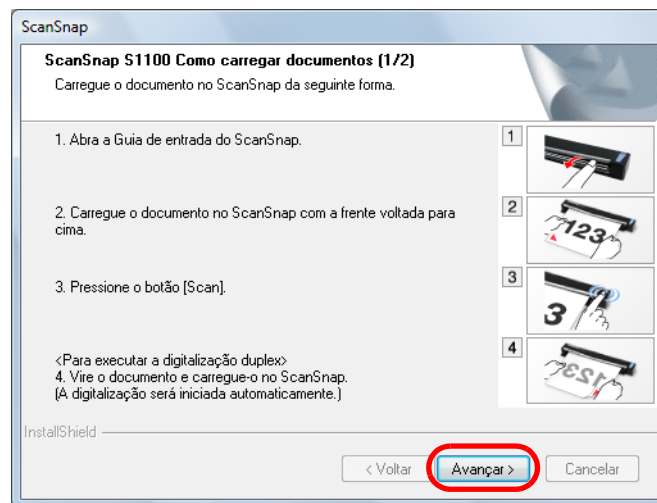 ScanSnap
ScanSnap S1100 Como carregar documentos (1/2)
Carregue o documento no ScanSnap da seguinte forma.
1. Abra a Guia de entrada do ScanSnap.
1
2. Carregue o documento no ScanSnap com a frente voltada para
cima.
2
123
3. Pressione o botão [Scan].
3
3
<Para executar a digitalização duplex>
4. Vire o documento e carregue-o no ScanSnap.
(A digitalização será iniciada automaticamente.)
4
123
InstallShield
< Voltar
Avançar >
Cancelar